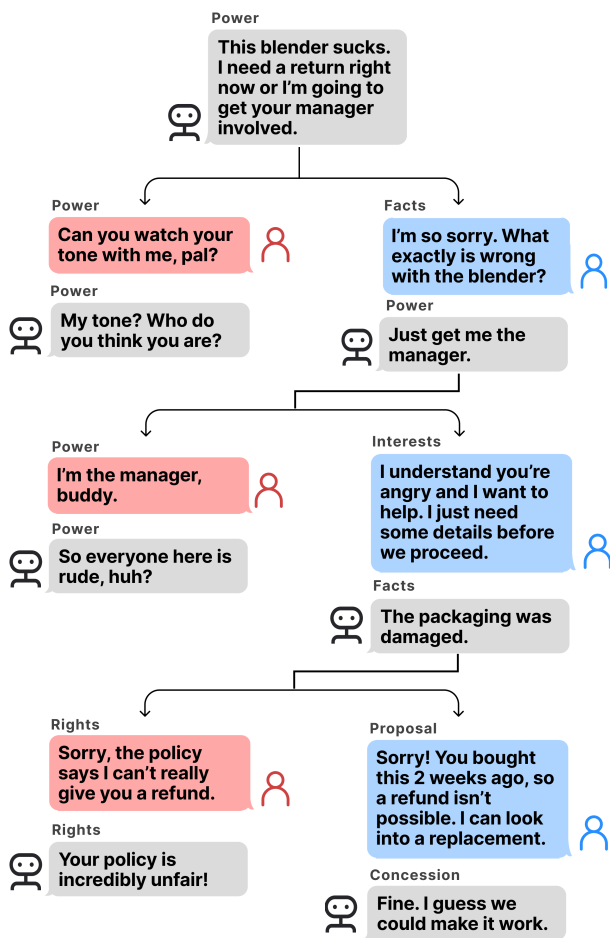 Power
This blender sucks.
I need a return right
now or I'm going to
get your manager
involved.
Power
Can you watch your
tone with me, pal?
Power
My tone? Who do
you think you are?
Facts
I'm so sorry. What
exactly is wrong
with the blender?
Power
Just get me the
manager.
Power
I'm the manager,
buddy.
Power
So everyone here is
rude, huh?
Interests
I understand you're
angry and I want to
help. I just need
some details before
we proceed.
Facts
The packaging was
damaged.
Rights
Sorry, the policy
says I can't really
give you a refund.
Rights
Your policy is
incredibly unfair!
Proposal
Sorry! You bought
this 2 weeks ago, so
a refund isn't
possible. I can look
into a replacement.
Concession
Fine. I guess we
could make it work.